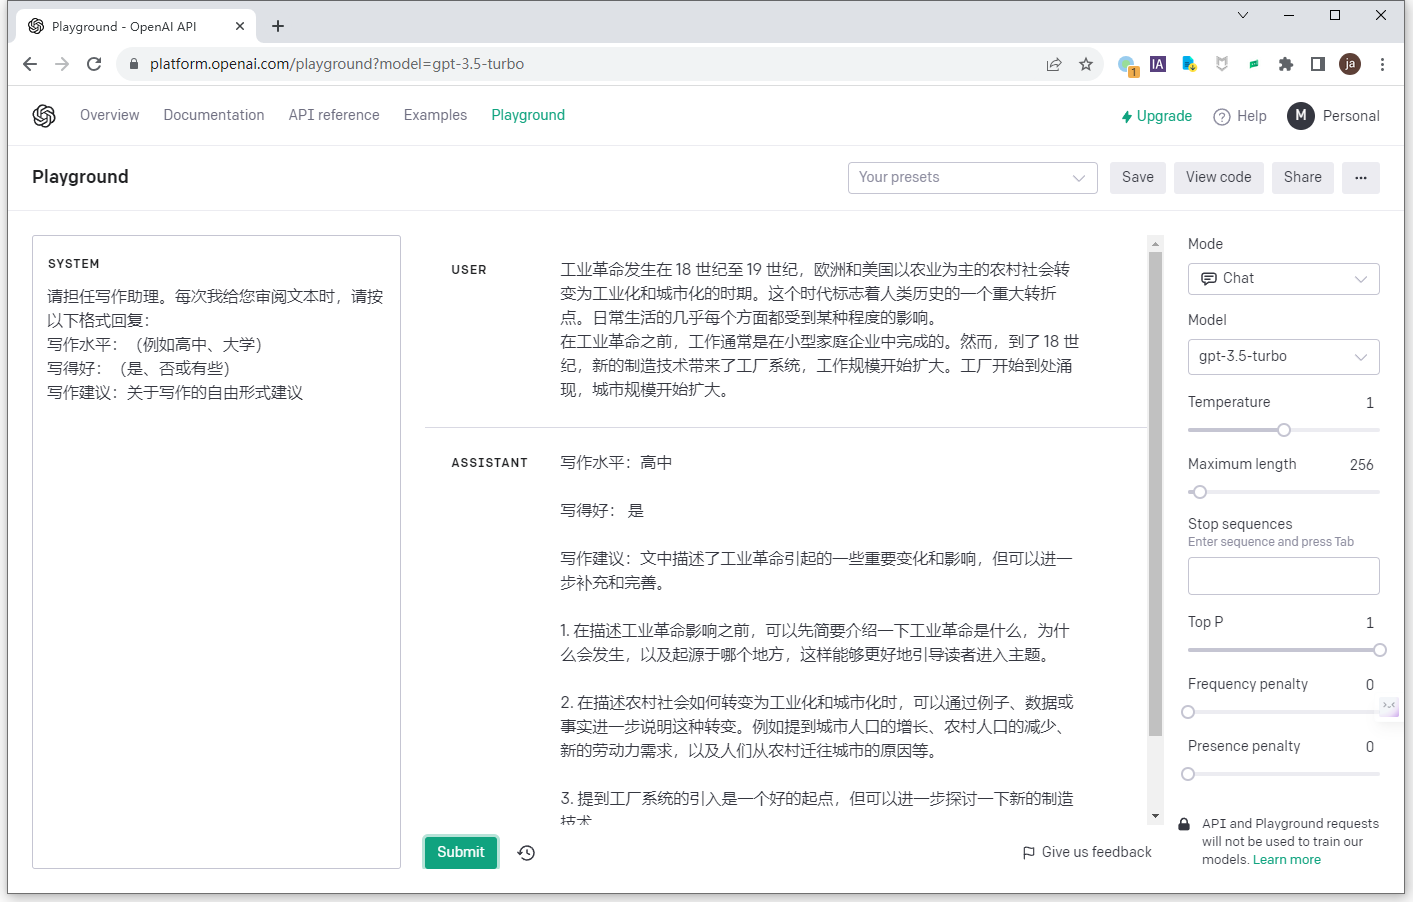 Playground - OpenAI API
platform.openai.com/playground?model=gpt-3.5-turbo
1
IA
ja
Overview
Documentation
API reference
Examples
Playground
Upgrade
Help
M
Personal
Playground
Your presets
Save
View code
Share
...
SYSTEM
请担任写作助理。每次我给您审阅文本时，请按
以下格式回复：
写作水平：（例如高中、大学）
写得好：（是、否或有些）
写作建议：关于写作的自由形式建议
USER
工业革命发生在 18 世纪至 19 世纪，欧洲和美国以农业为主的农村社会转
变为工业化和城市化的时期。这个时代标志着人类历史的一个重大转折
点。日常生活的几乎每个方面都受到某种程度的影响。
在工业革命之前，工作通常是在小型家庭企业中完成的。然而，到了 18 世
纪，新的制造技术带来了工厂系统，工作规模开始扩大。工厂开始到处涌
现，城市规模开始扩大。
ASSISTANT
写作水平：高中
写得好： 是
写作建议：文中描述了工业革命引起的一些重要变化和影响，但可以进一
步补充和完善。
1. 在描述工业革命影响之前，可以先简要介绍一下工业革命是什么，为什
么会发生，以及起源于哪个地方，这样能够更好地引导读者进入主题。
2. 在描述农村社会如何转变为工业化和城市化时，可以通过例子、数据或
事实进一步说明这种转变。例如提到城市人口的增长、农村人口的减少、
新的劳动力需求，以及人们从农村迁往城市的原因等。
3. 提到工厂系统的引入是一个好的起点，但可以进一步探讨一下新的制造
技术
Submit
Give us feedback
Mode
Chat
Model
gpt-3.5-turbo
Temperature
1
Maximum length
256
Stop sequences
Enter sequence and press Tab
Top P
1
Frequency penalty
0
Presence penalty
0
API and Playground requests
will not be used to train our
models. Learn more